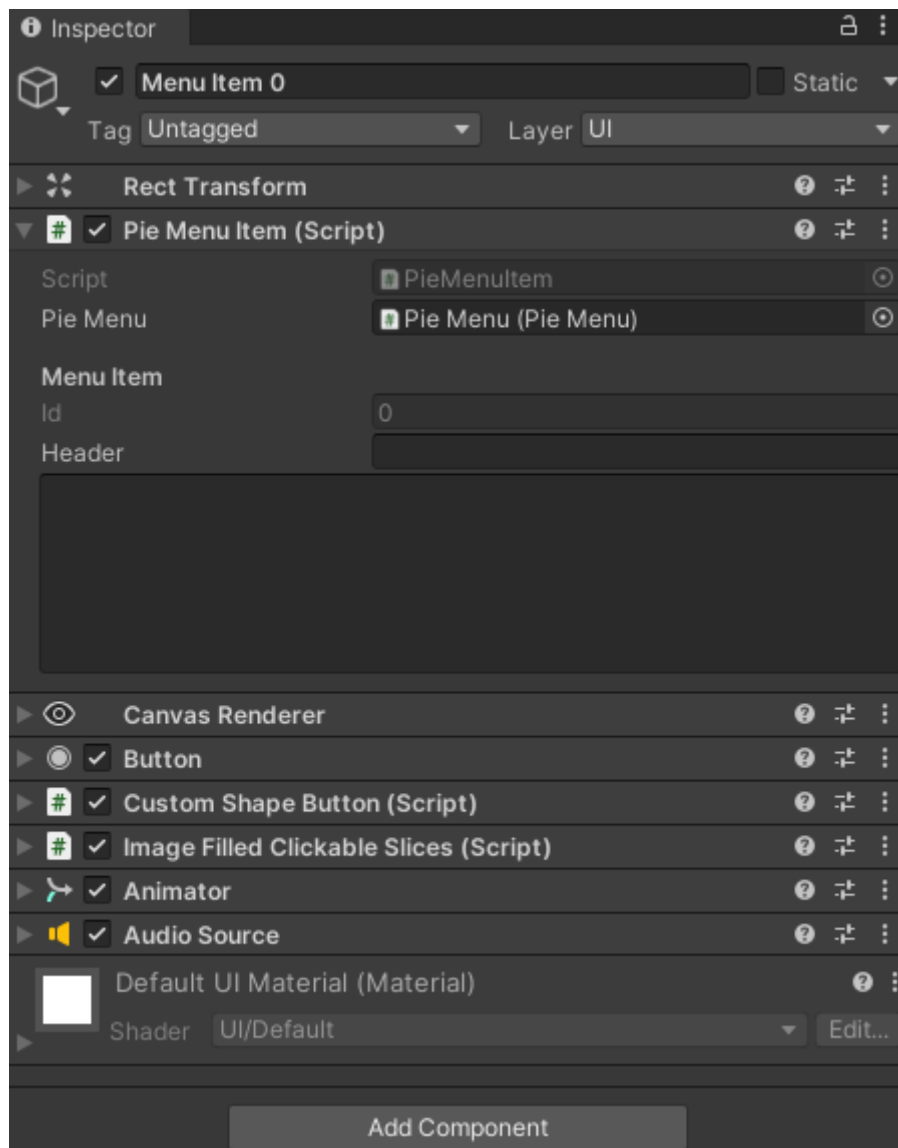 Inspector
Menu Item 0 Static
Tag Untagged Layer UI
Rect Transform
# Pie Menu Item (Script)
Script # PieMenuItem
Pie Menu # Pie Menu (Pie Menu)
Menu Item
Id 0
Header
Canvas Renderer
Button
# Custom Shape Button (Script)
# Image Filled Clickable Slices (Script)
Animator
Audio Source
Default UI Material (Material)
Shader UI/Default Edit...
Add Component